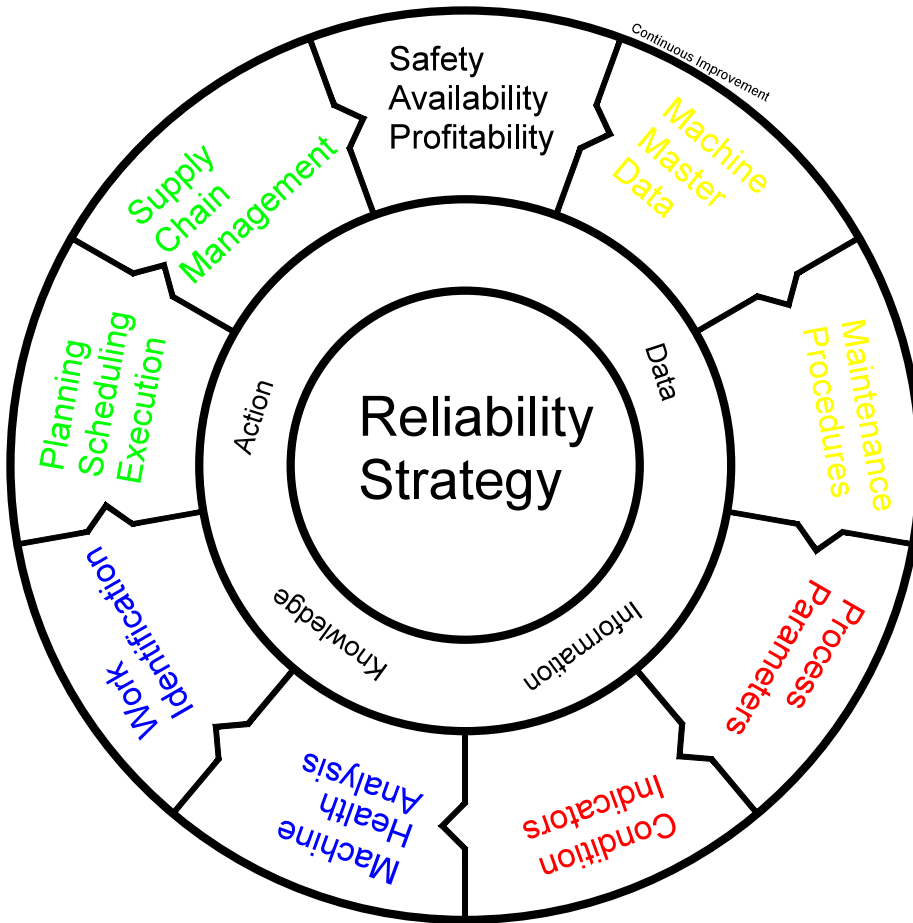 Safety
Availability
Profitability
Continuous Improvement
Machine
Master
Data
Maintenance
Procedures
Process
Parameters
Condition
Indicators
Machine
Health
Analysis
Work
Identification
Planning
Scheduling
Execution
Supply
Chain
Management
Data
Information
Knowledge
Action
Reliability
Strategy